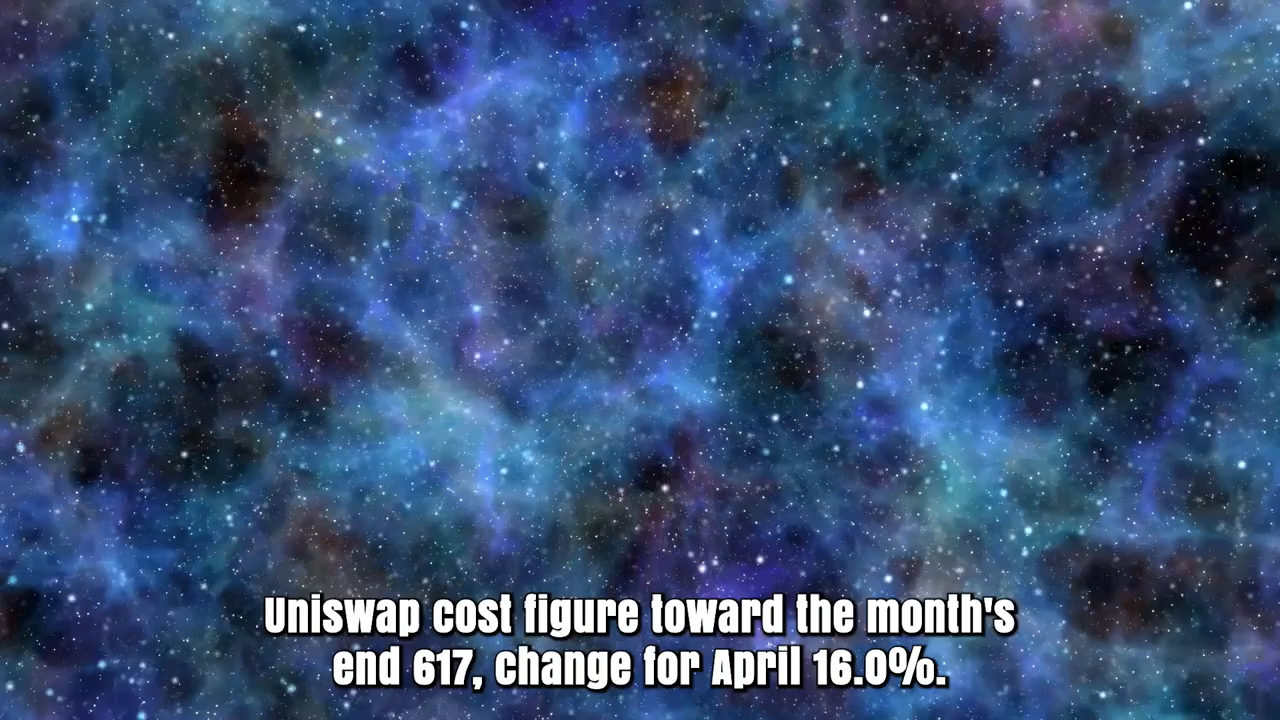 Uniswap cost figure toward the month's
end 617, change for April 16.0%.